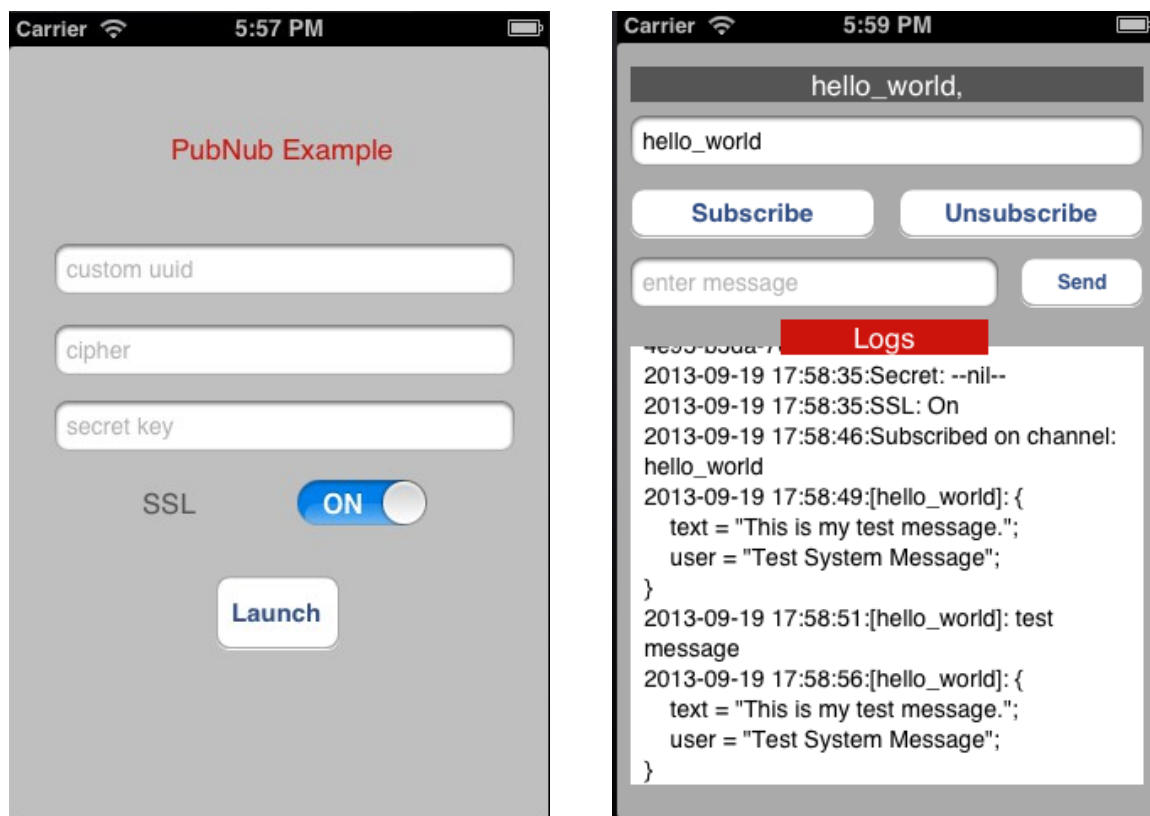 Carrier 5:57 PM
PubNub Example
custom uuid
cipher
secret key
SSL ON
Launch
Carrier 5:59 PM
hello_world,
hello_world
Subscribe Unsubscribe
enter message Send
Logs
2013-09-19 17:58:35:Secret: --nil--
2013-09-19 17:58:35:SSL: On
2013-09-19 17:58:46:Subscribed on channel:
hello_world
2013-09-19 17:58:49:[hello_world]: {
text = "This is my test message.";
user = "Test System Message";
}
2013-09-19 17:58:51:[hello_world]: test
message
2013-09-19 17:58:56:[hello_world]: {
text = "This is my test message.";
user = "Test System Message";
}